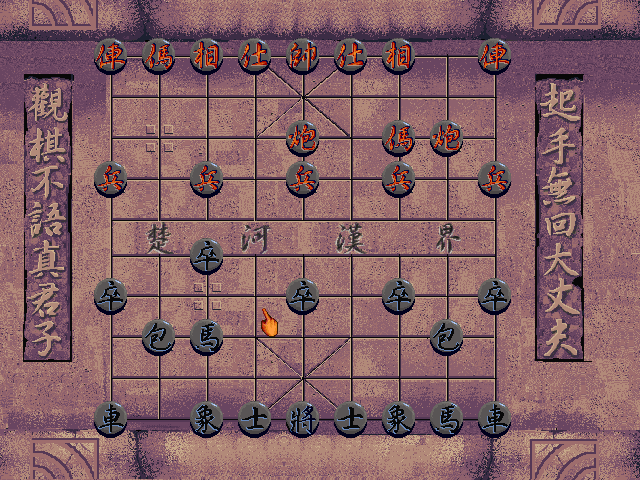 觀棋不語真君子
起手無回大丈夫
俥傌相仕帥仕相俥
炮傌炮
兵兵兵兵兵
楚河漢界
卒
卒卒卒卒
包馬包
車象士將士象馬車